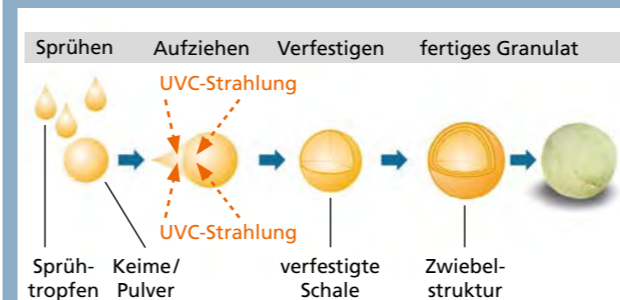 Sprühen Aufziehen Verfestigen fertiges Granulat
UVC-Strahlung
UVC-Strahlung
Sprüh- Keime/ verfestigte Zwiebel-
tropfen Pulver Schale struktur